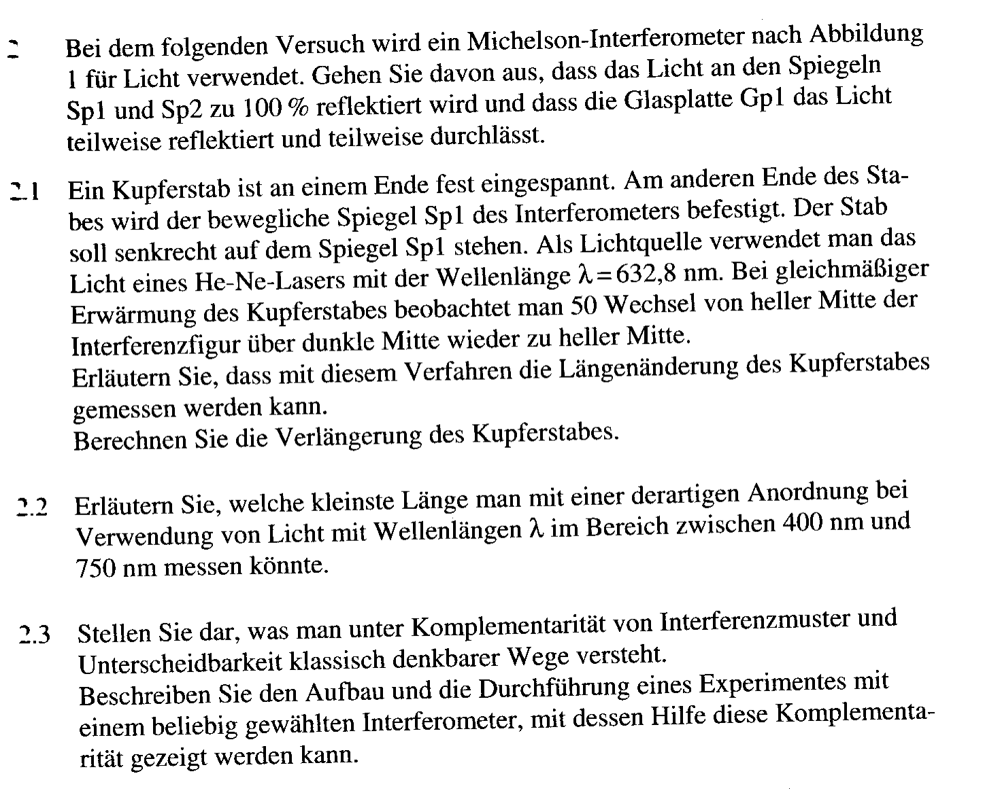 2 Bei dem folgenden Versuch wird ein Michelson-Interferometer nach Abbildung
1 für Licht verwendet. Gehen Sie davon aus, dass das Licht an den Spiegeln
Sp1 und Sp2 zu 100 % reflektiert wird und dass die Glasplatte Gp1 das Licht
teilweise reflektiert und teilweise durchlässt.
2.1 Ein Kupferstab ist an einem Ende fest eingespannt. Am anderen Ende des Sta-
bes wird der bewegliche Spiegel Sp1 des Interferometers befestigt. Der Stab
soll senkrecht auf dem Spiegel Sp1 stehen. Als Lichtquelle verwendet man das
Licht eines He-Ne-Lasers mit der Wellenlänge λ=632,8 nm. Bei gleichmäßiger
Erwärmung des Kupferstabes beobachtet man 50 Wechsel von heller Mitte der
Interferenzfigur über dunkle Mitte wieder zu heller Mitte.
Erläutern Sie, dass mit diesem Verfahren die Längenänderung des Kupferstabes
gemessen werden kann.
Berechnen Sie die Verlängerung des Kupferstabes.
2.2 Erläutern Sie, welche kleinste Länge man mit einer derartigen Anordnung bei
Verwendung von Licht mit Wellenlängen λ im Bereich zwischen 400 nm und
750 nm messen könnte.
2.3 Stellen Sie dar, was man unter Komplementarität von Interferenzmuster und
Unterscheidbarkeit klassisch denkbarer Wege versteht.
Beschreiben Sie den Aufbau und die Durchführung eines Experimentes mit
einem beliebig gewählten Interferometer, mit dessen Hilfe diese Komplementa-
rität gezeigt werden kann.